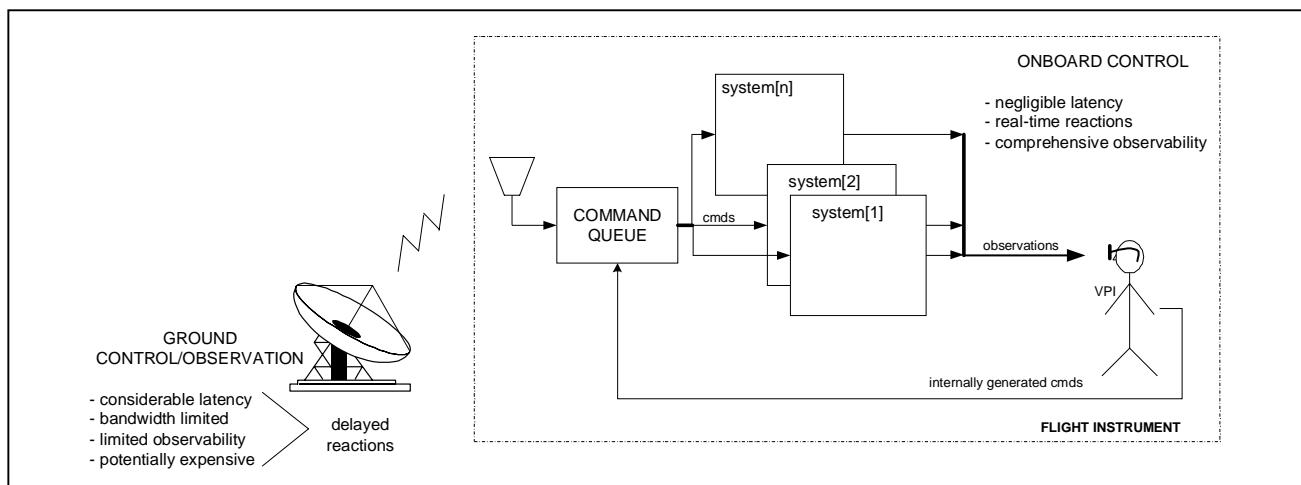 ONBOARD CONTROL
- negligible latency
- real-time reactions
- comprehensive observability
system[n]
system[2]
system[1]
COMMAND
QUEUE
cmds
observations
VPI
internally generated cmds
FLIGHT INSTRUMENT
GROUND
CONTROL/OBSERVATION
- considerable latency
- bandwidth limited
- limited observability
- potentially expensive
delayed
reactions